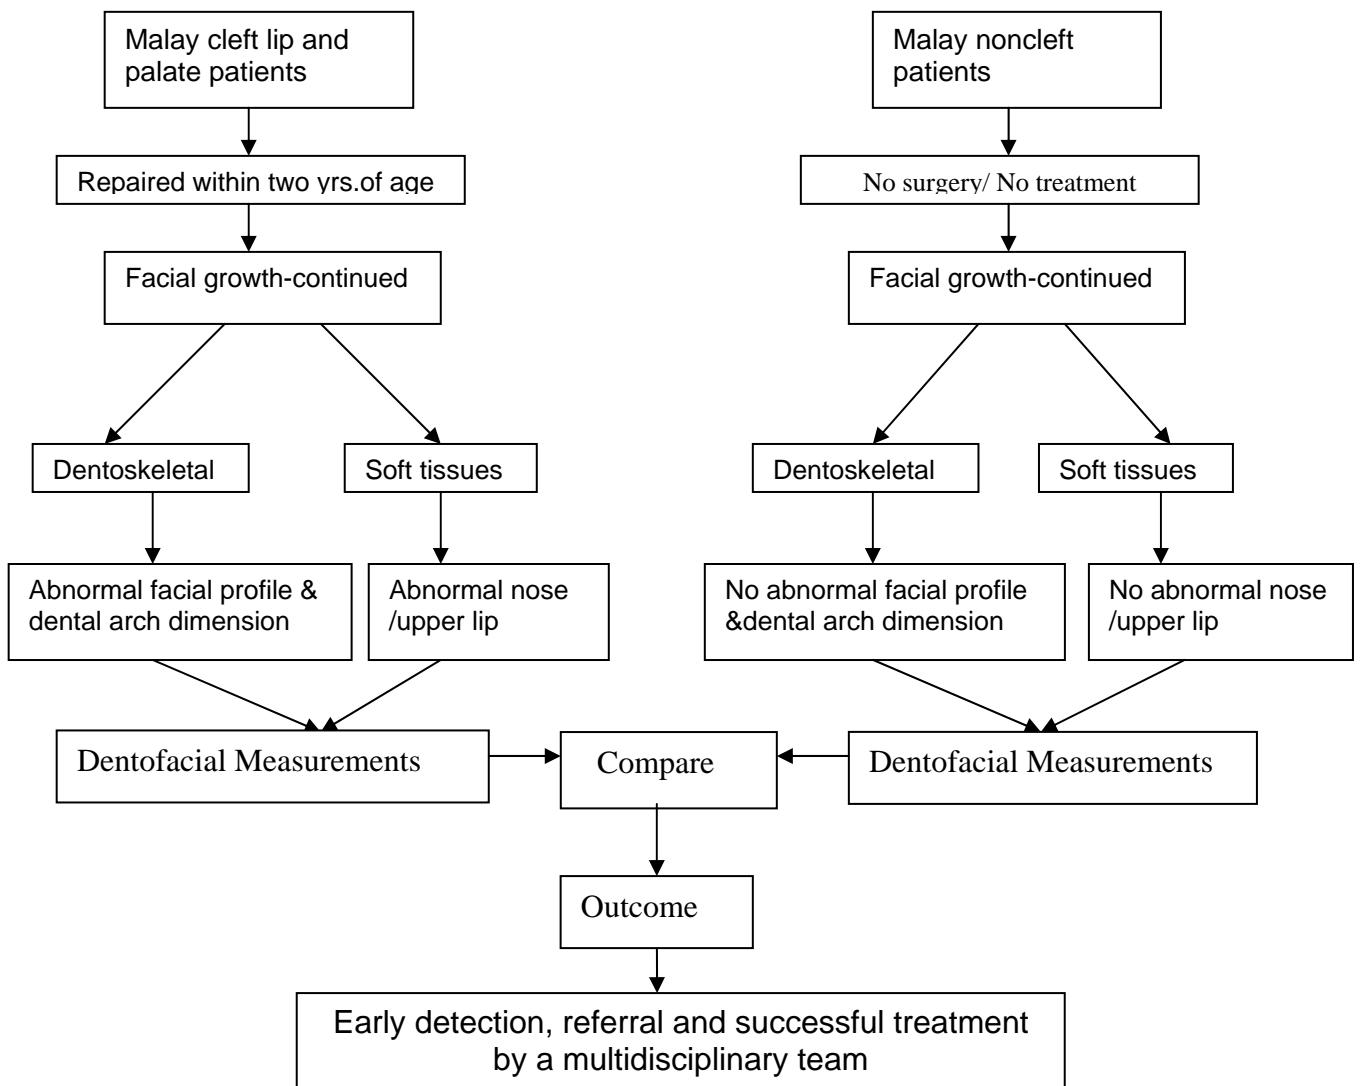 Malay cleft lip and
palate patients
Malay noncleft
patients
Repaired within two yrs.of age
No surgery/ No treatment
Facial growth-continued
Facial growth-continued
Dentoskeletal
Soft tissues
Dentoskeletal
Soft tissues
Abnormal facial profile &
dental arch dimension
Abnormal nose
/upper lip
No abnormal facial profile
&dental arch dimension
No abnormal nose
/upper lip
Dentofacial Measurements
Compare
Dentofacial Measurements
Outcome
Early detection, referral and successful treatment
by a multidisciplinary team